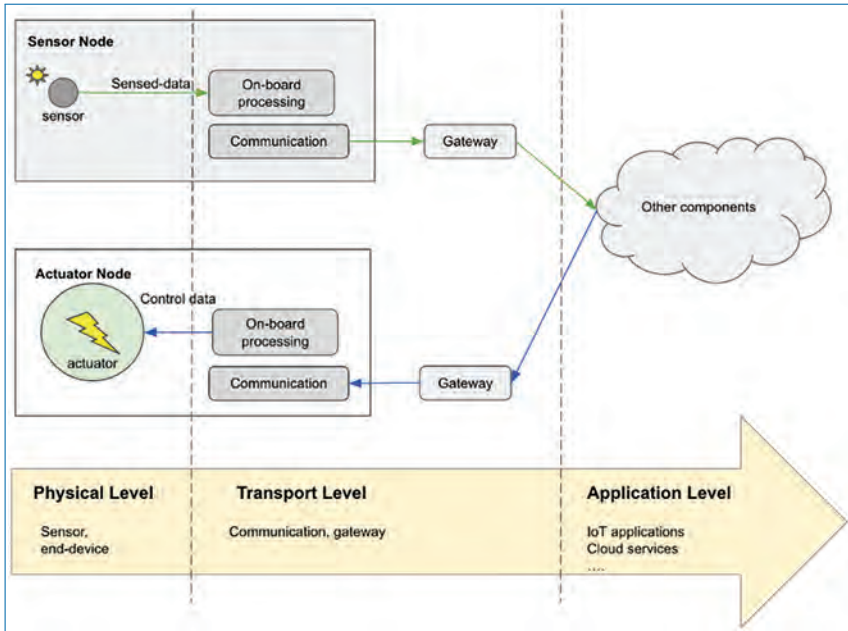 Sensor Node
Sensed-data
sensor
On-board
processing
Communication
Gateway
Other components
Actuator Node
Control data
actuator
On-board
processing
Communication
Gateway
Physical Level
Sensor,
end-device
Transport Level
Communication, gateway
Application Level
IoT applications
Cloud services
....